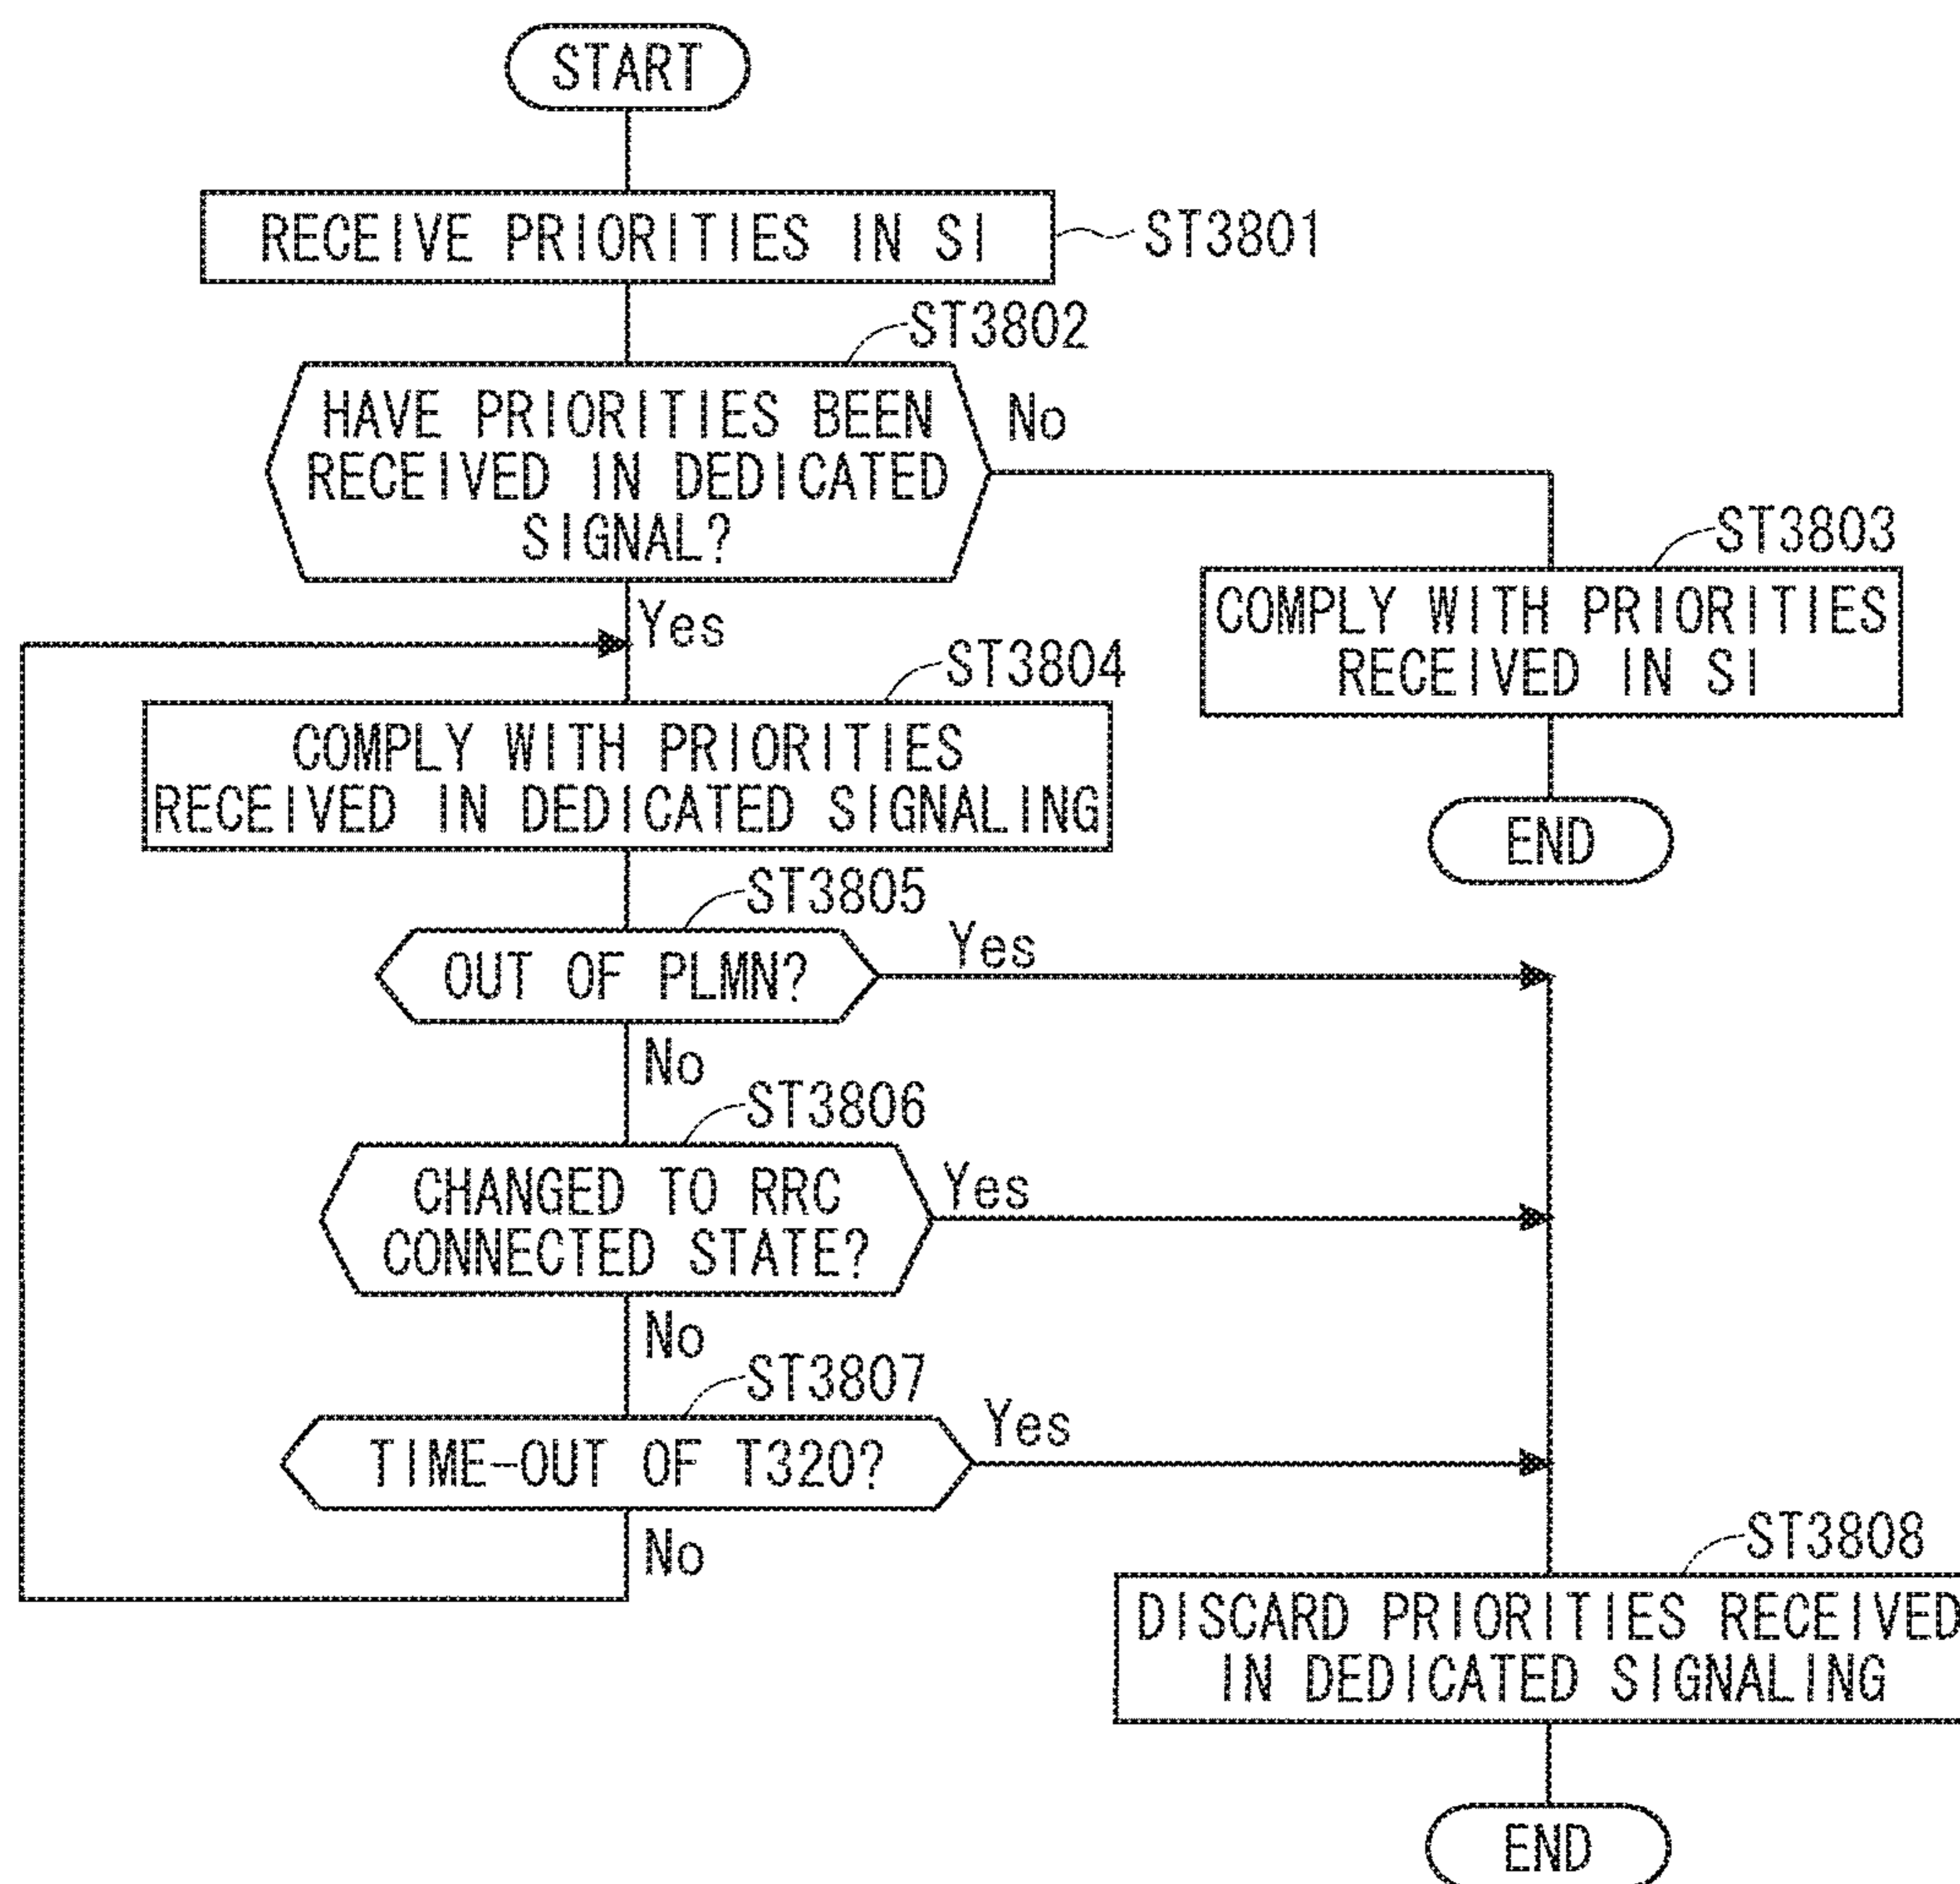 START
RECEIVE PRIORITIES IN SI
ST3801
ST3802
HAVE PRIORITIES BEEN
RECEIVED IN DEDICATED
SIGNAL?
No
ST3803
COMPLY WITH PRIORITIES
RECEIVED IN SI
END
Yes
ST3804
COMPLY WITH PRIORITIES
RECEIVED IN DEDICATED SIGNALING
ST3805
OUT OF PLMN?
Yes
No
ST3806
CHANGED TO RRC
CONNECTED STATE?
Yes
No
ST3807
TIME-OUT OF T320?
Yes
No
ST3808
DISCARD PRIORITIES RECEIVED
IN DEDICATED SIGNALING
END